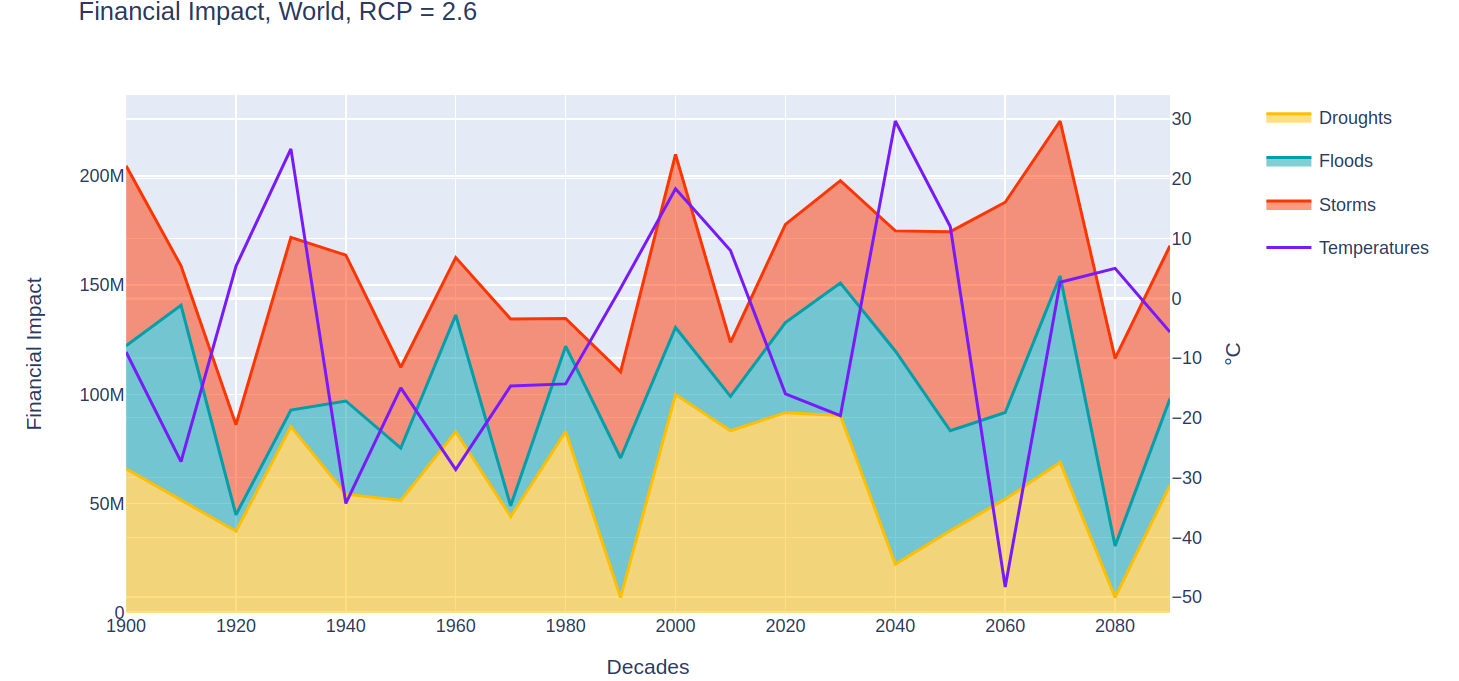 Financial Impact, World, RCP = 2.6
Financial Impact
200M
150M
100M
50M
0
1900 1920 1940 1960 1980 2000 2020 2040 2060 2080
Decades
30
20
10
0
−10
−20
−30
−40
−50
°C
Droughts
Floods
Storms
Temperatures